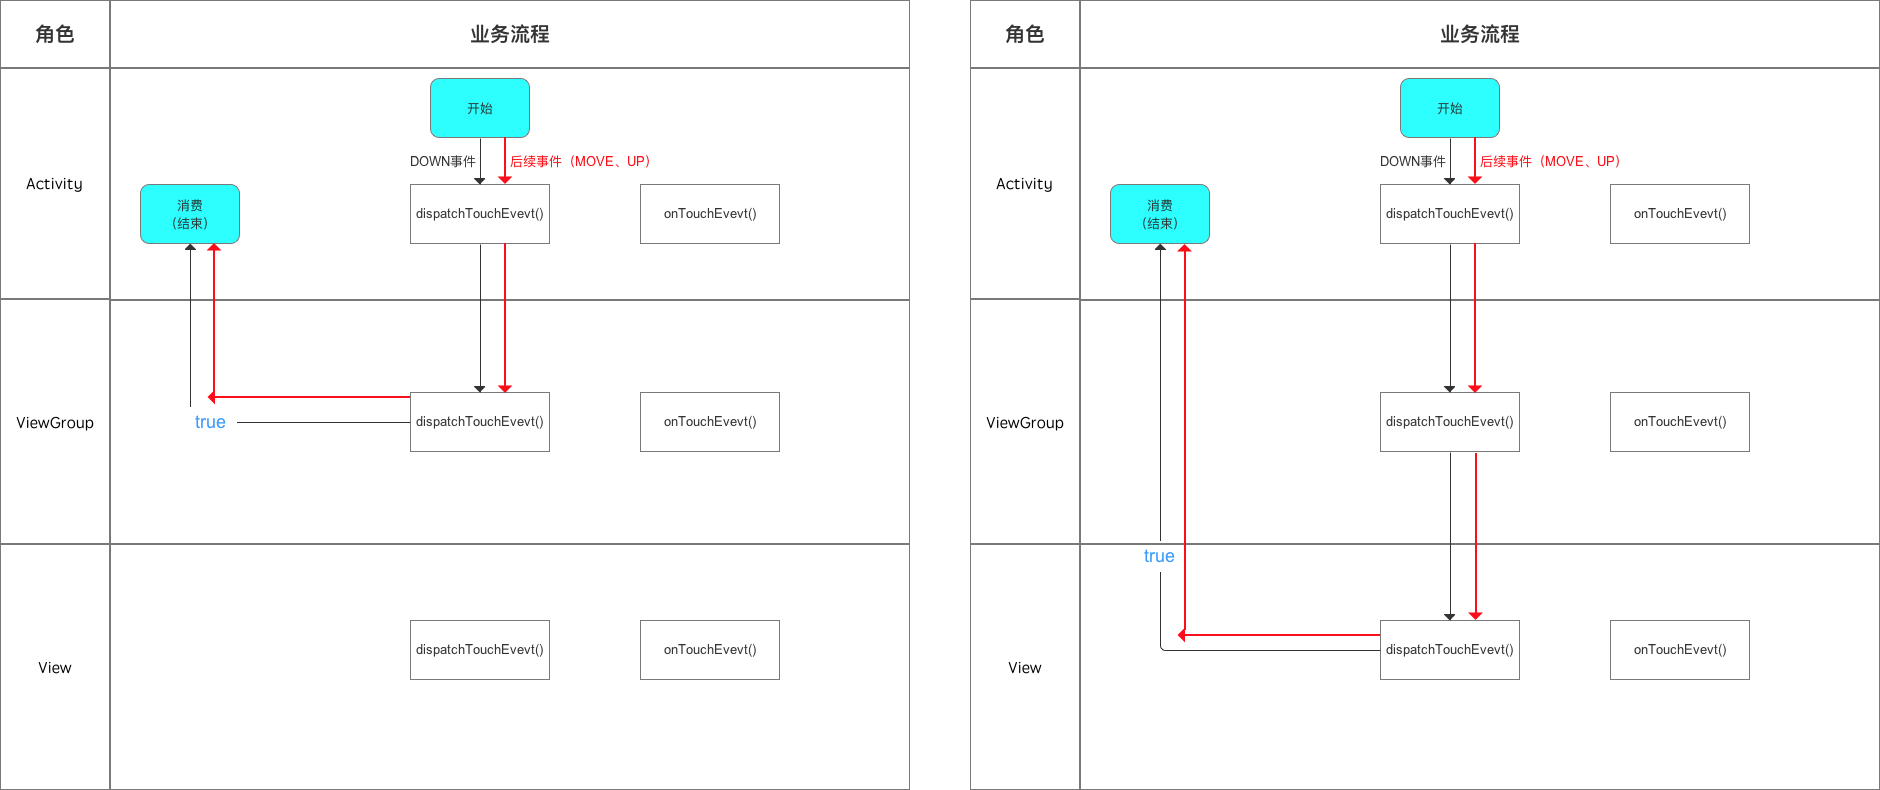 角色
业务流程
开始
DOWN事件
后续事件（MOVE、UP）
Activity
消费
（结束）
dispatchTouchEvevt()
onTouchEvevt()
ViewGroup
true
dispatchTouchEvevt()
onTouchEvevt()
View
dispatchTouchEvevt()
onTouchEvevt()
角色
业务流程
开始
DOWN事件
后续事件（MOVE、UP）
Activity
消费
（结束）
dispatchTouchEvevt()
onTouchEvevt()
ViewGroup
dispatchTouchEvevt()
onTouchEvevt()
true
View
dispatchTouchEvevt()
onTouchEvevt()